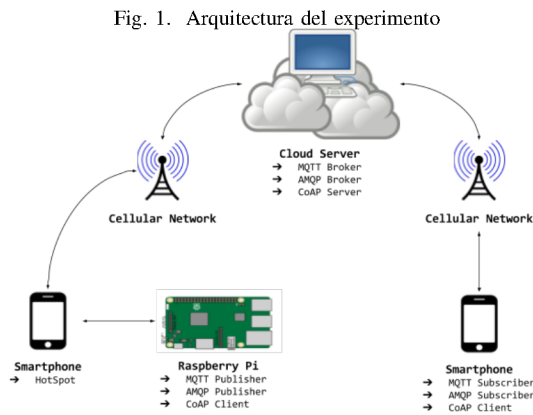 Fig. 1. Arquitectura del experimento
Cloud Server
➔ MQTT Broker
➔ AMQP Broker
➔ CoAP Server
Cellular Network
Cellular Network
Smartphone
➔ HotSpot
Raspberry Pi
➔ MQTT Publisher
➔ AMQP Publisher
➔ CoAP Client
Smartphone
➔ MQTT Subscriber
➔ AMQP Subscriber
➔ CoAP Client